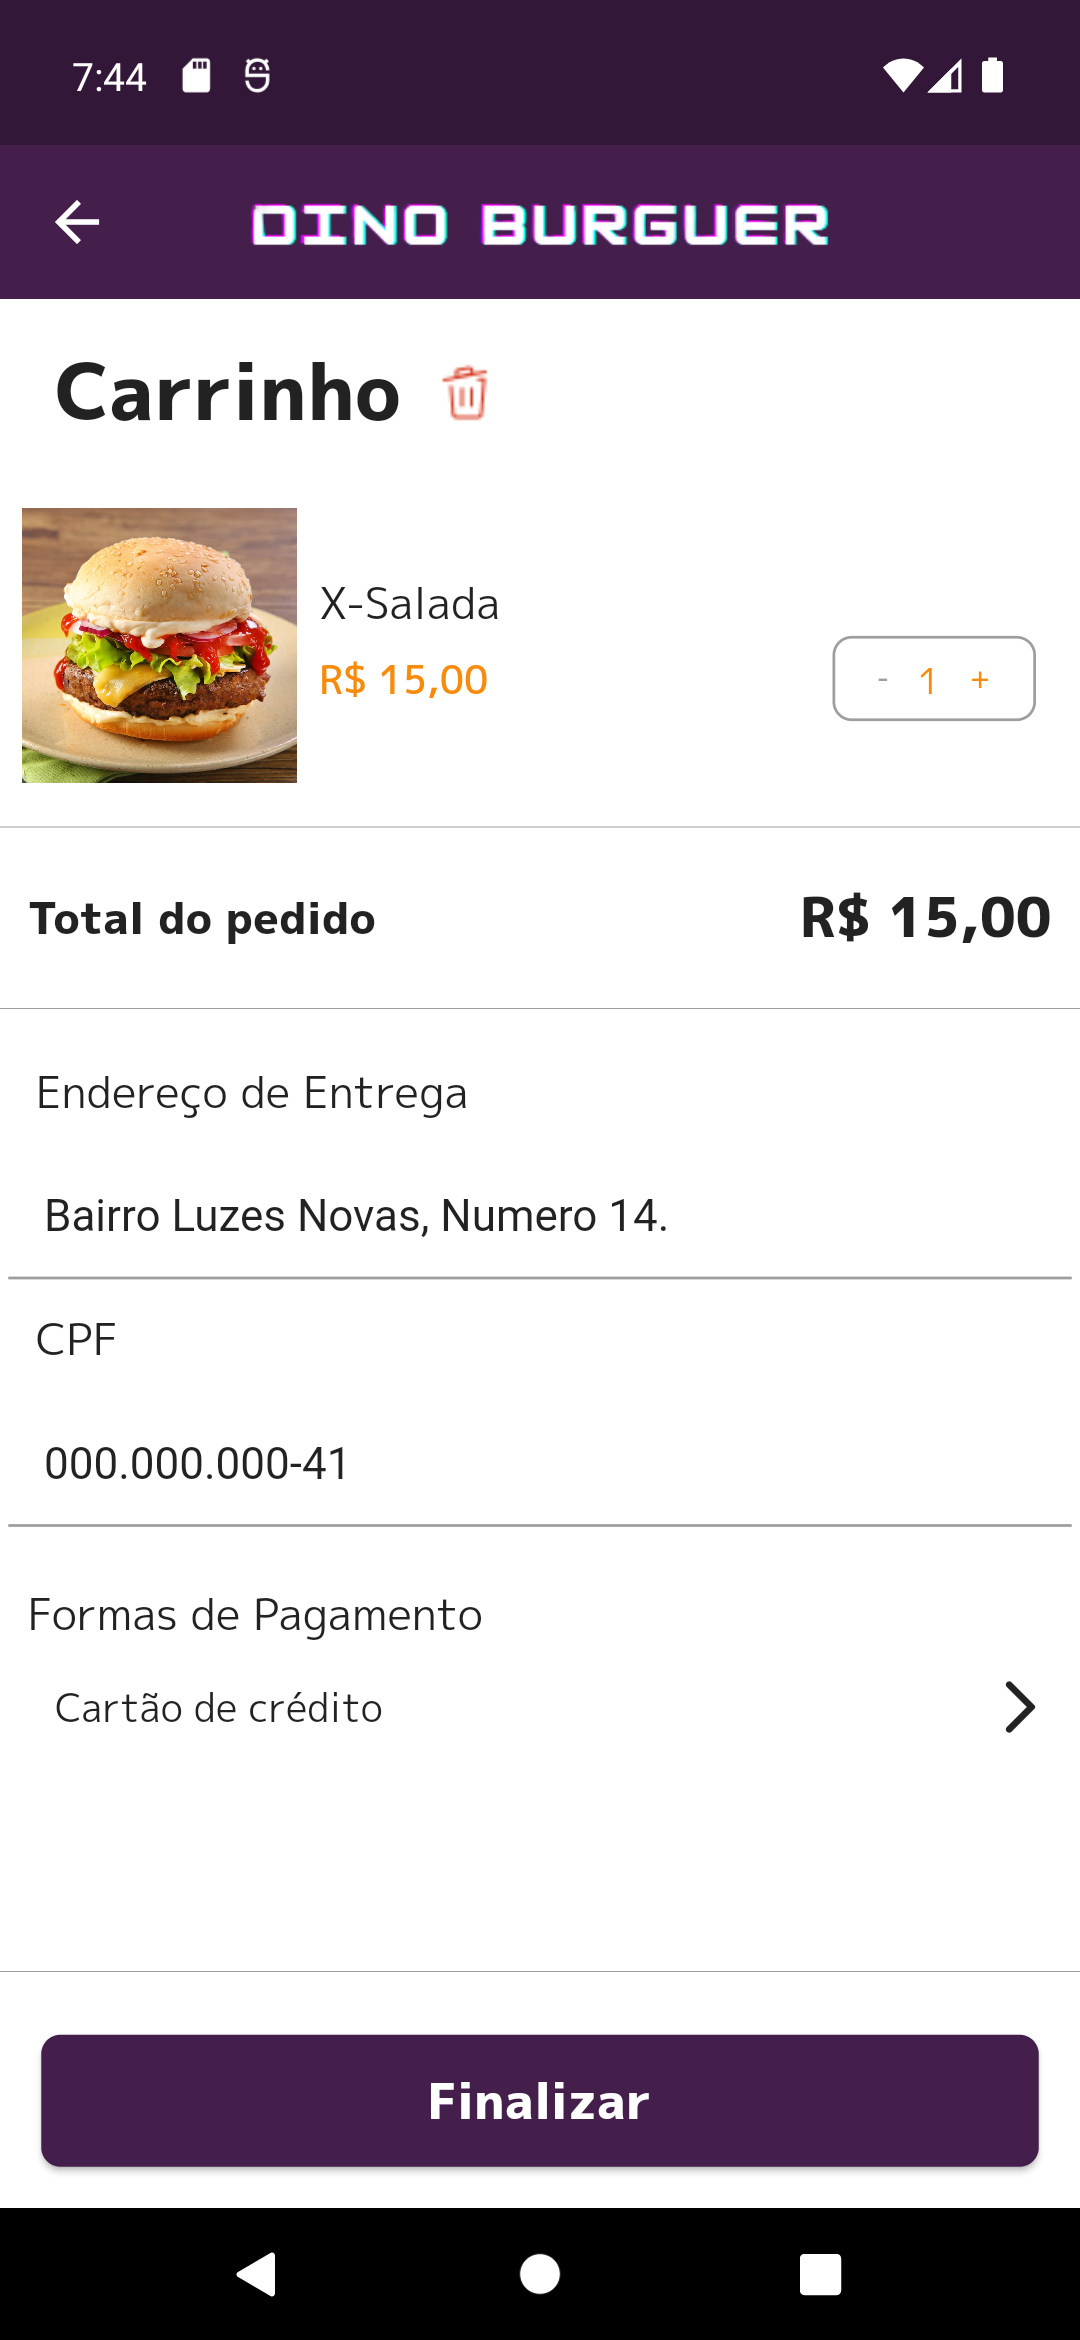 7:44
DINO BURGUER
Carrinho
X-Salada
R$ 15,00
- 1 +
Total do pedido
R$ 15,00
Endereço de Entrega
Bairro Luzes Novas, Numero 14.
CPF
000.000.000-41
Formas de Pagamento
Cartão de crédito
Finalizar